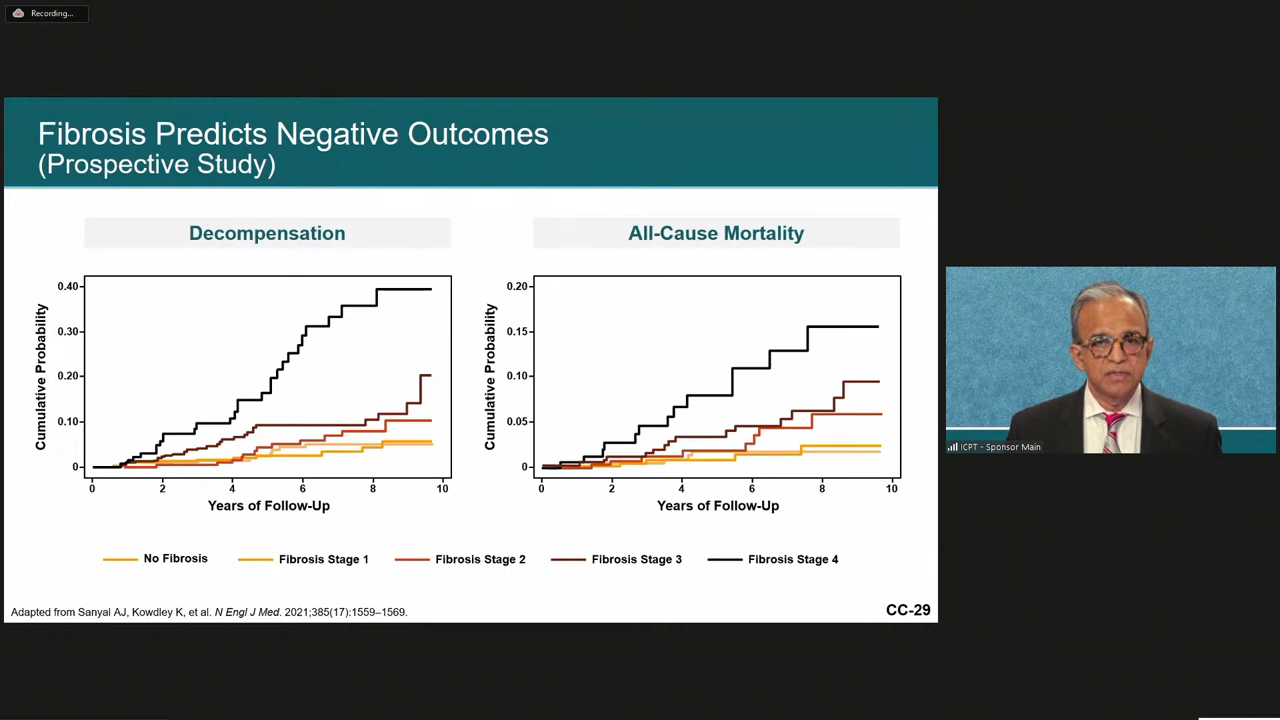 Recording...
Fibrosis Predicts Negative Outcomes
(Prospective Study)
Decompensation
Cumulative Probability
0.40
0.30
0.20
0.10
0
0 2 4 6 8 10
Years of Follow-Up
All-Cause Mortality
Cumulative Probability
0.20
0.15
0.10
0.05
0
0 2 4 6 8 10
Years of Follow-Up
No Fibrosis Fibrosis Stage 1 Fibrosis Stage 2 Fibrosis Stage 3 Fibrosis Stage 4
Adapted from Sanyal AJ, Kowdley K, et al. N Engl J Med. 2021;385(17):1559–1569.
CC-29
ICPT - Sponsor Main